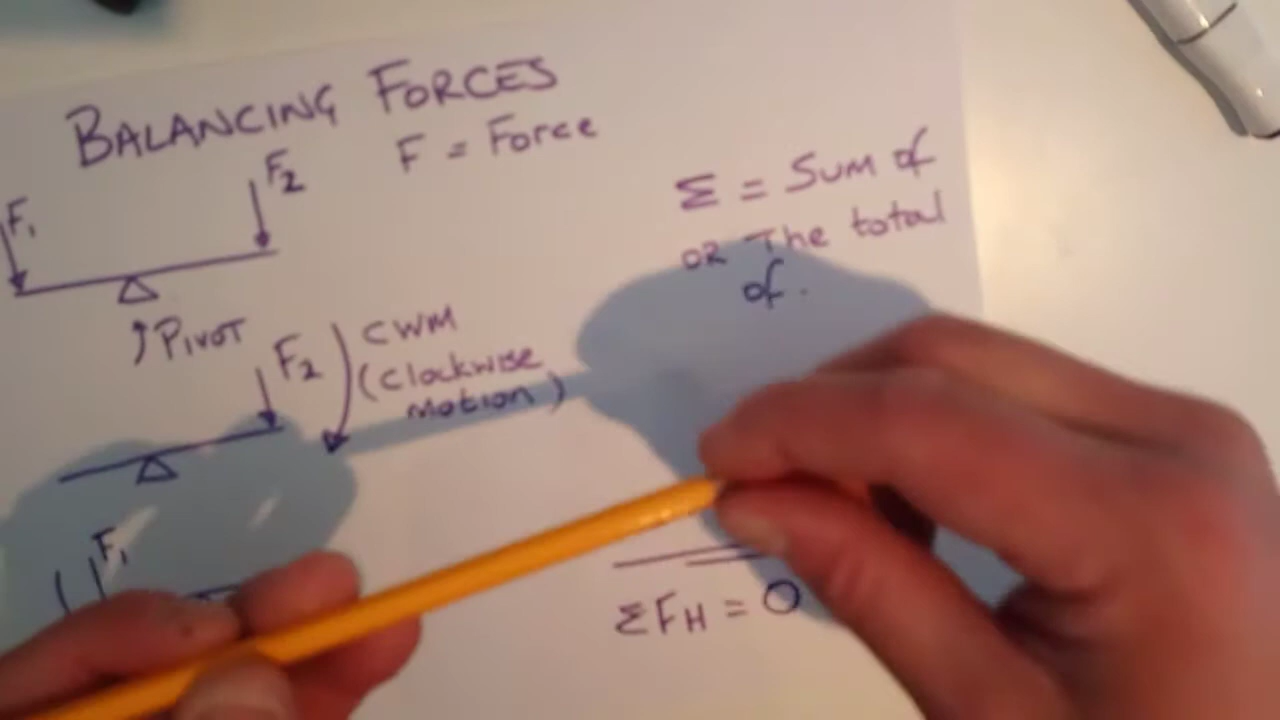 BALANCING FORCES
F = Force
F1
F2
Σ = Sum of
OR The total
of.
PIVOT
F2
CWM
(Clockwise
Motion)
F1
ΣFH = 0